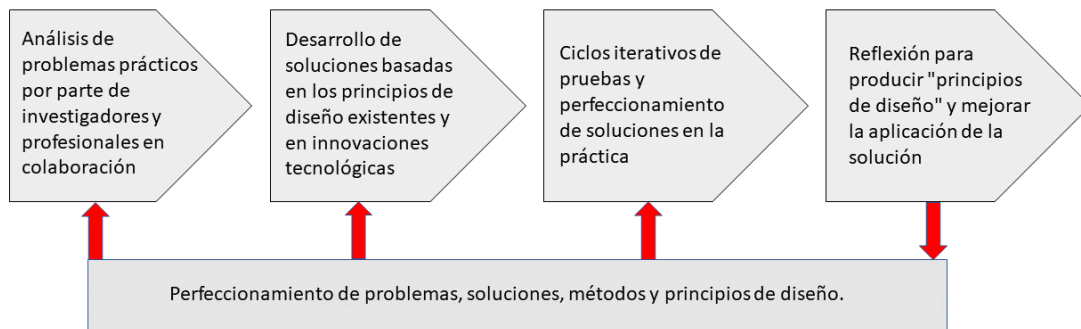 Análisis de
problemas prácticos
por parte de
investigadores y
profesionales en
colaboración
Desarrollo de
soluciones basadas
en los principios de
diseño existentes y
en innovaciones
tecnológicas
Ciclos iterativos de
pruebas y
perfeccionamiento
de soluciones en la
práctica
Reflexión para
producir "principios
de diseño" y mejorar
la aplicación de la
solución
Perfeccionamiento de problemas, soluciones, métodos y principios de diseño.